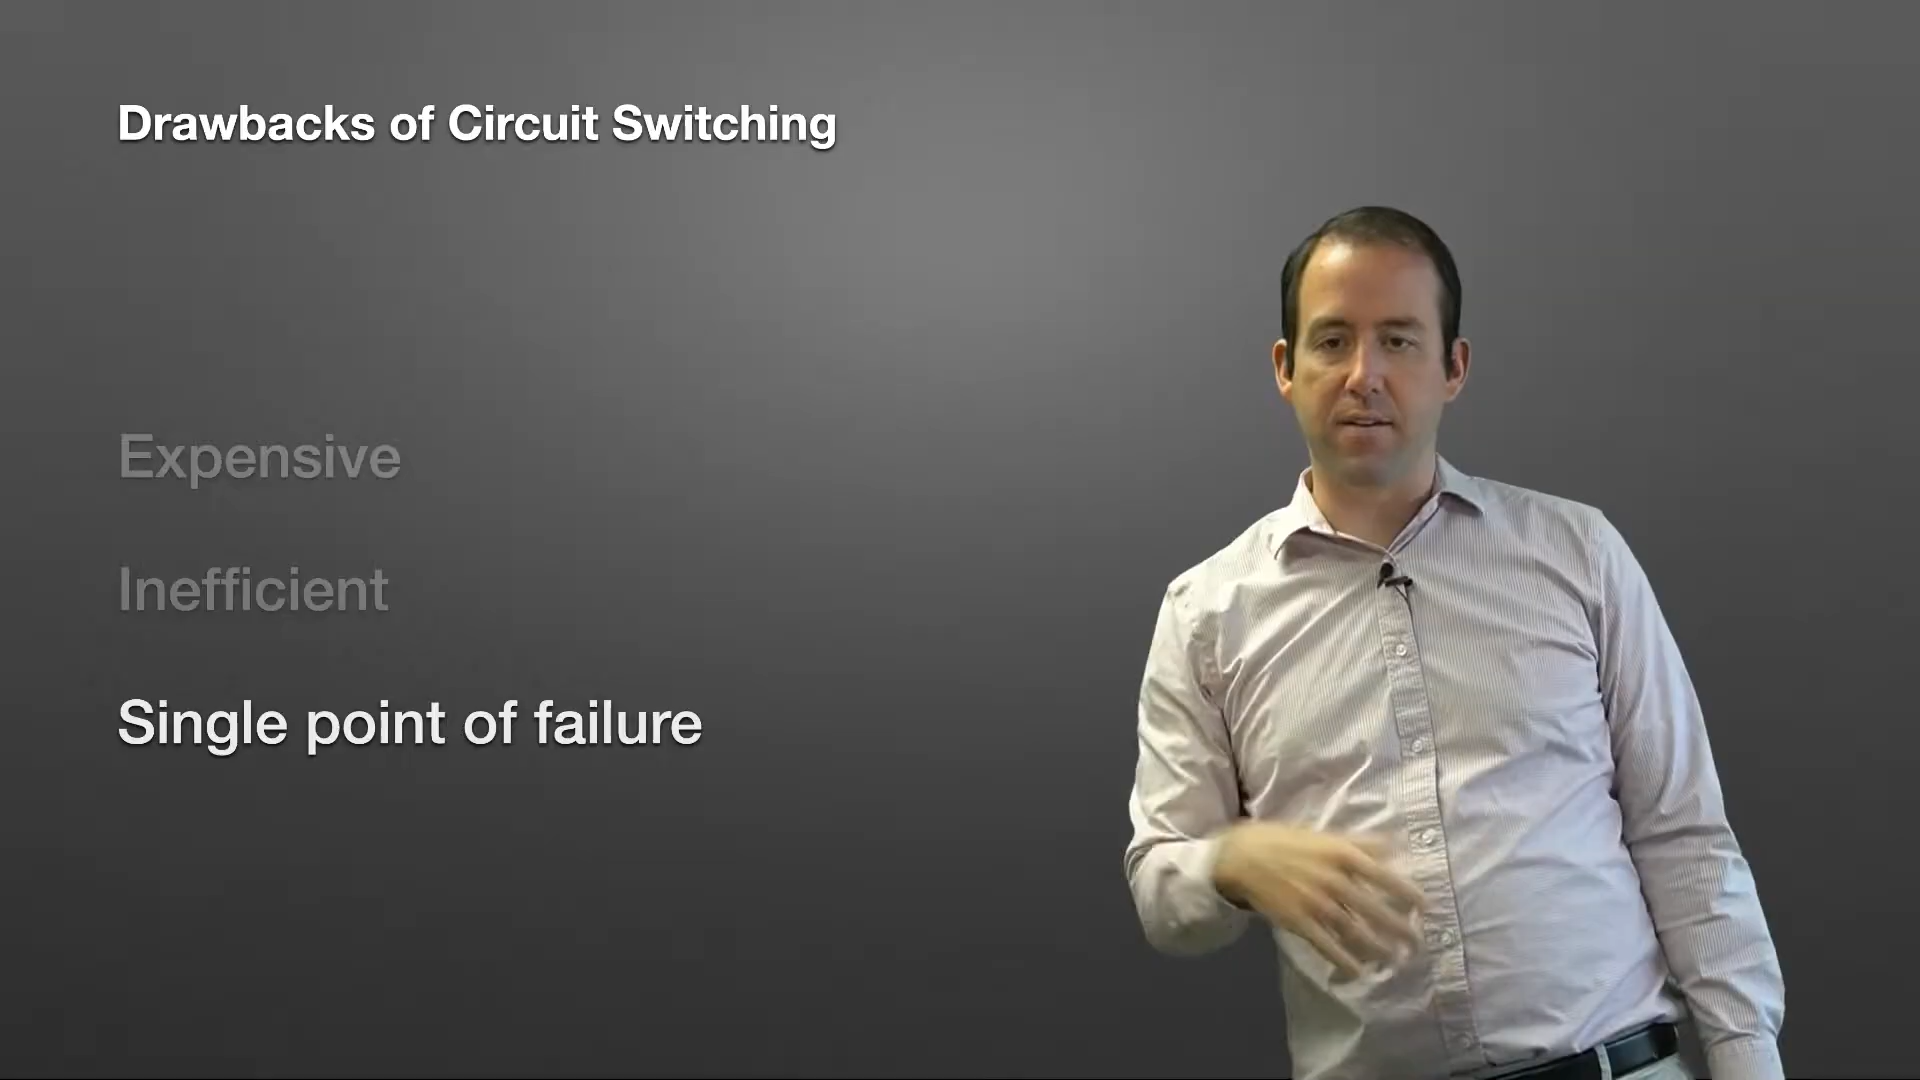 Drawbacks of Circuit Switching
Expensive
Inefficient
Single point of failure